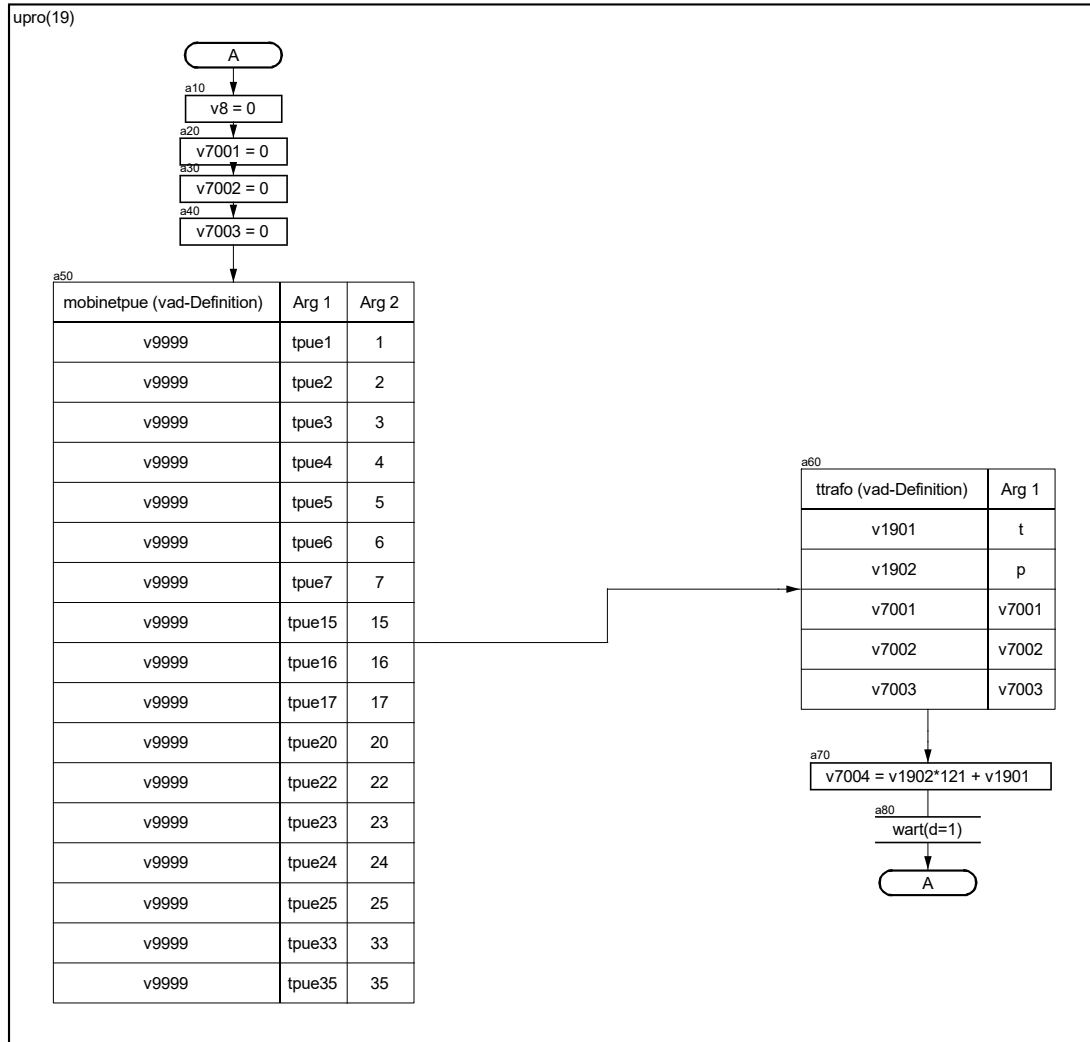 upro(19)
A
a10
v8 = 0
a20
v7001 = 0
a30
v7002 = 0
a40
v7003 = 0
a50
mobinetpue (vad-Definition) Arg 1 Arg 2
v9999 tpue1 1
v9999 tpue2 2
v9999 tpue3 3
v9999 tpue4 4
v9999 tpue5 5
v9999 tpue6 6
v9999 tpue7 7
v9999 tpue15 15
v9999 tpue16 16
v9999 tpue17 17
v9999 tpue20 20
v9999 tpue22 22
v9999 tpue23 23
v9999 tpue24 24
v9999 tpue25 25
v9999 tpue33 33
v9999 tpue35 35
a60
ttrafo (vad-Definition) Arg 1
v1901 t
v1902 p
v7001 v7001
v7002 v7002
v7003 v7003
a70
v7004 = v1902*121 + v1901
a80
wart(d=1)
A